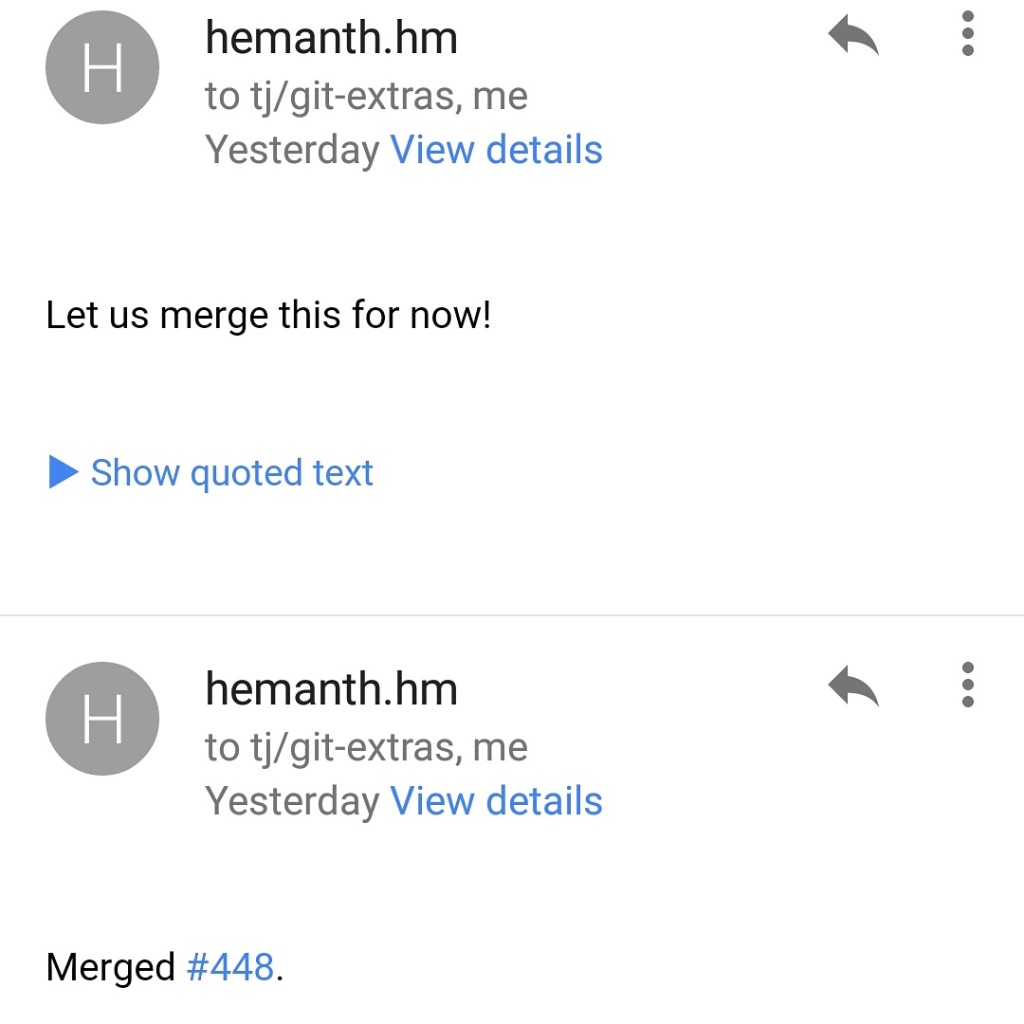 H
hemanth.hm
to tj/git-extras, me
Yesterday View details
Let us merge this for now!
Show quoted text
H
hemanth.hm
to tj/git-extras, me
Yesterday View details
Merged #448.